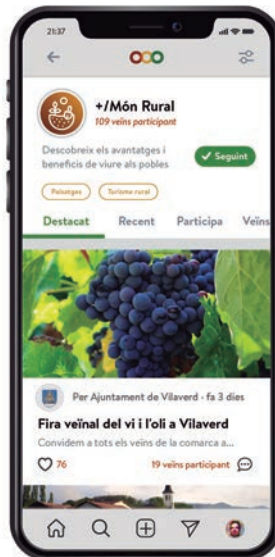 21:37
+/Món Rural
109 veïns participant
Descobreix els avantatges i
beneficis de viure als pobles
Seguint
Paisatges
Turisme rural
Destacat Recent Participa Veïns
Per Ajuntament de Vilaverd · fa 3 dies
Fira veïnal del vi i l'oli a Vilaverd
Convidem a tots els veïns de la comarca a...
76
19 veïns participant